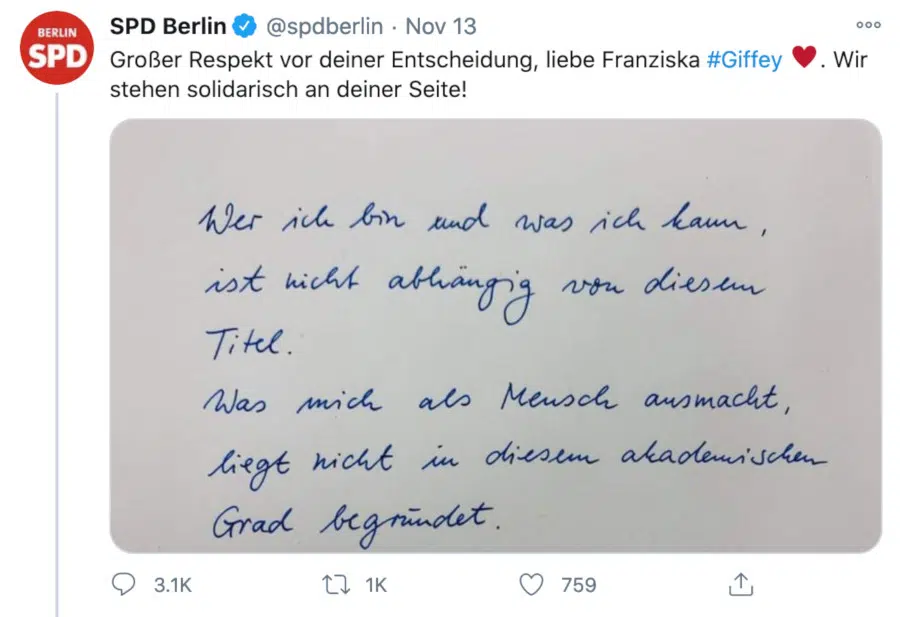 BERLIN
SPD
SPD Berlin @spdberlin · Nov 13
Großer Respekt vor deiner Entscheidung, liebe Franziska #Giffey ❤️. Wir
stehen solidarisch an deiner Seite!
Wer ich bin und was ich kann,
ist nicht abhängig von diesem
Titel.
Was mich als Mensch ausmacht,
liegt nicht in diesem akademischen
Grad begründet.
3.1K 1K 759